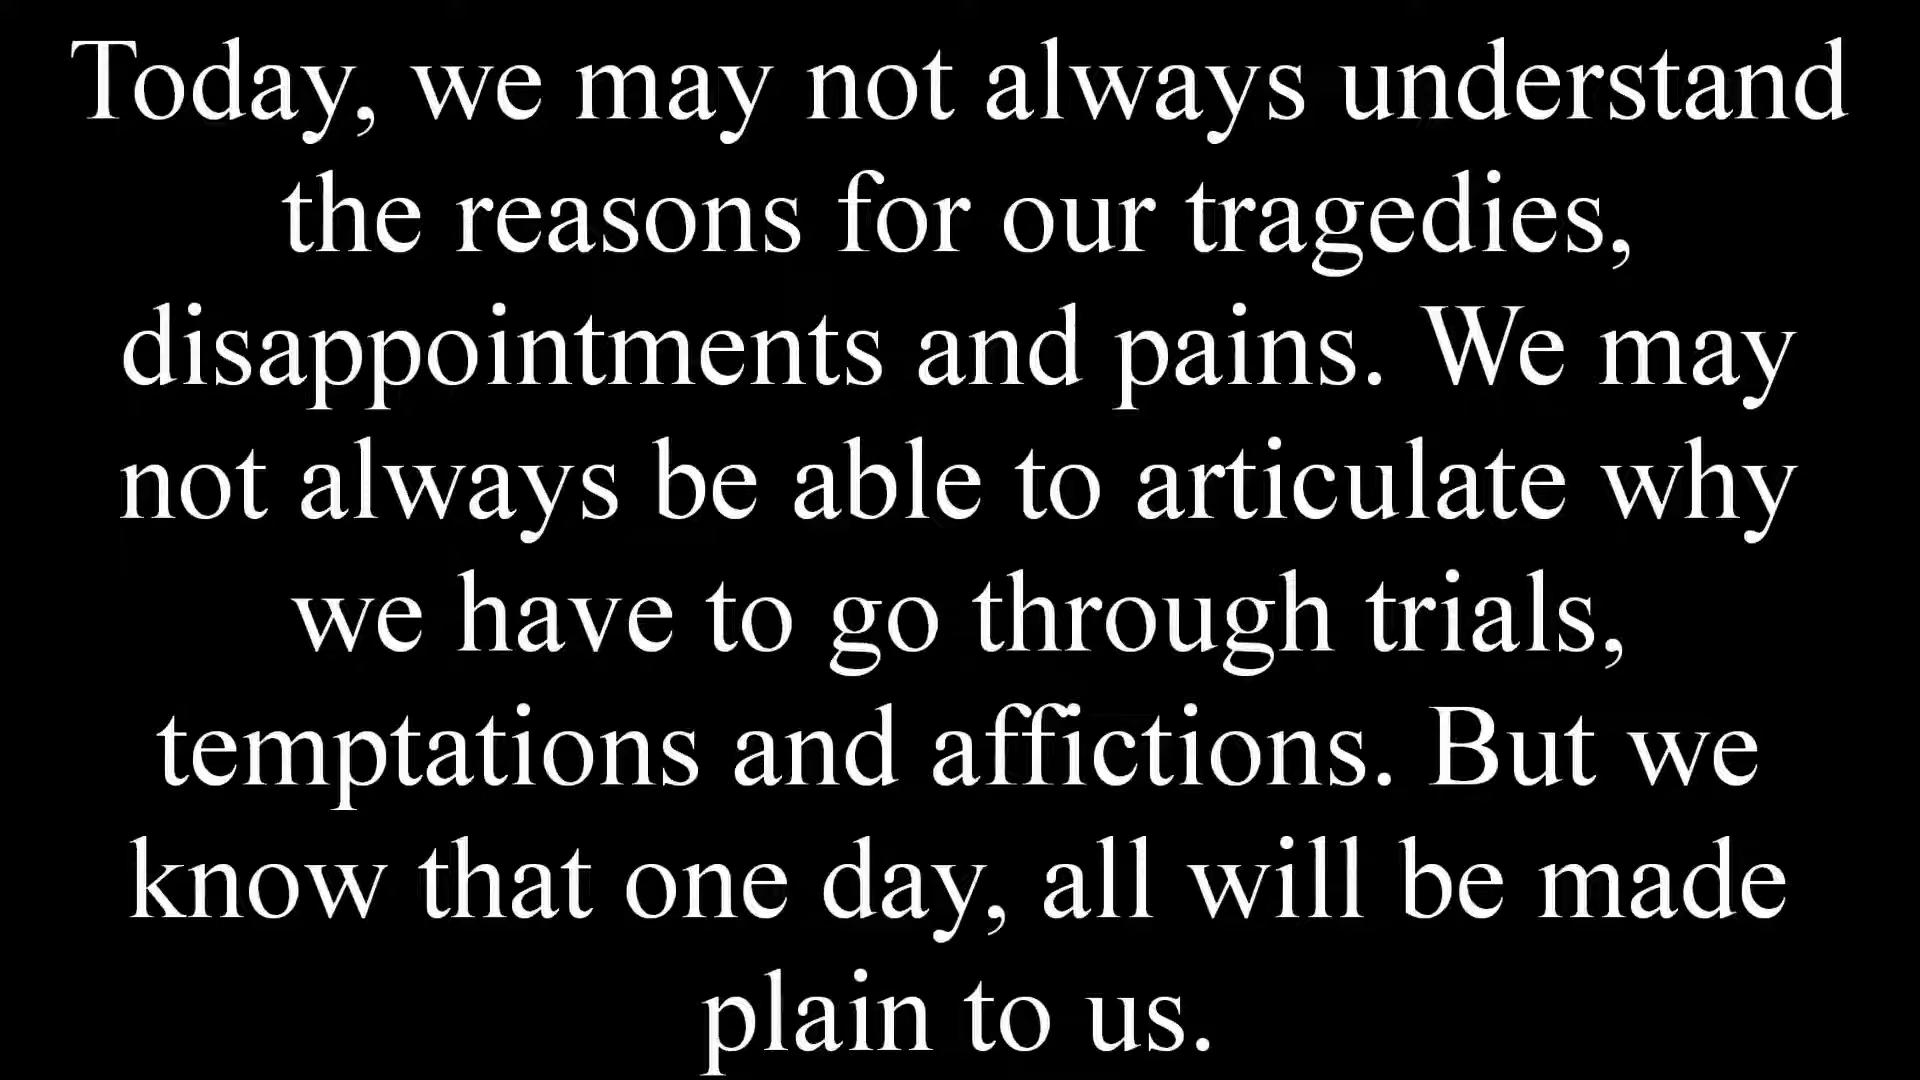 Today, we may not always understand
the reasons for our tragedies,
disappointments and pains. We may
not always be able to articulate why
we have to go through trials,
temptations and affictions. But we
know that one day, all will be made
plain to us.